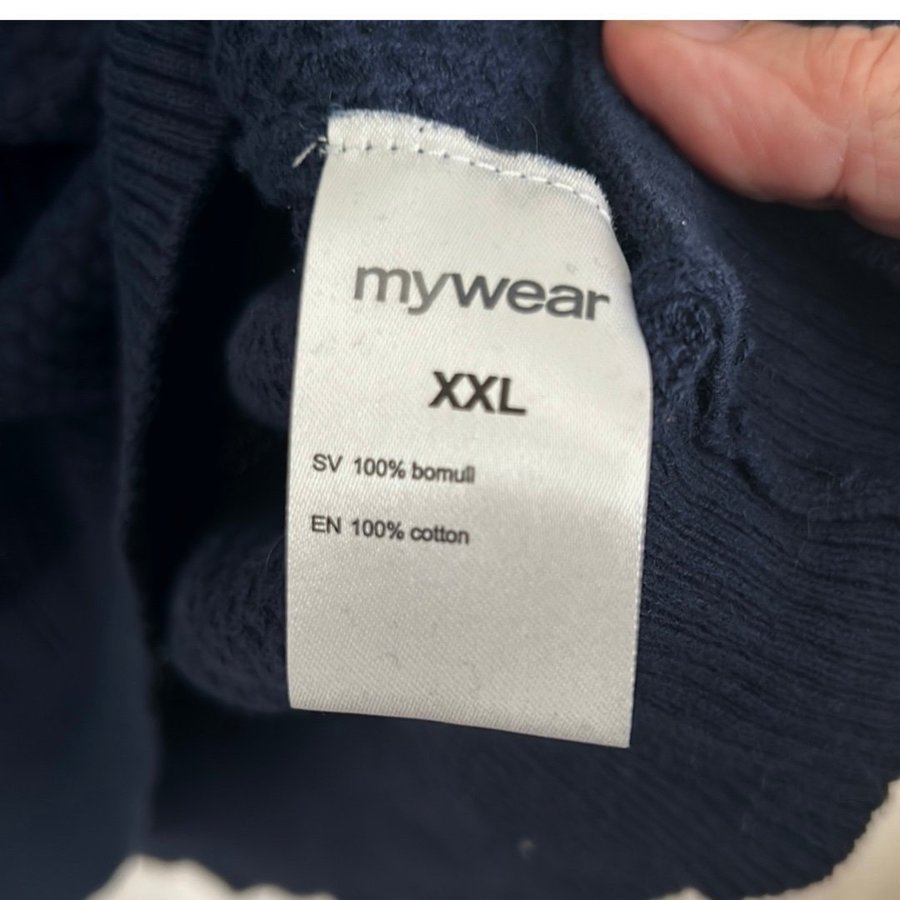 mywear
XXL
SV 100% bomull
EN 100% cotton